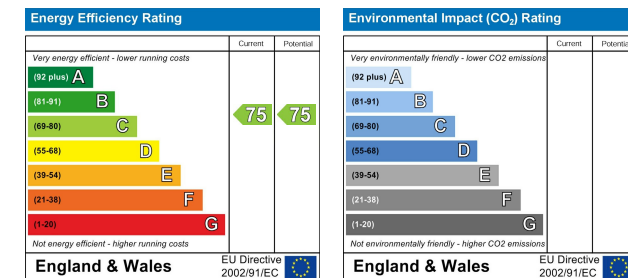 Energy Efficiency Rating
Current Potential
Very energy efficient - lower running costs
(92 plus) A
(81-91) B
(69-80) C
75 75
(55-68) D
(39-54) E
(21-38) F
(1-20) G
Not energy efficient - higher running costs
England & Wales
EU Directive
2002/91/EC
Environmental Impact (CO₂) Rating
Current Potential
Very environmentally friendly - lower CO2 emissions
(92 plus) A
(81-91) B
(69-80) C
(55-68) D
(39-54) E
(21-38) F
(1-20) G
Not environmentally friendly - higher CO2 emissions
England & Wales
EU Directive
2002/91/EC